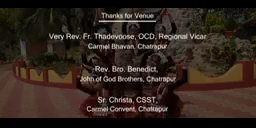 Thanks for Venue
Very Rev. Fr. Thadevoose, OCD, Regional Vicar
Carmel Bhavan, Chatrapur
Rev. Bro. Benedict,
John of God Brothers, Chatrapur
Sr. Christa, CSST,
Carmel Convent, Chatrapur